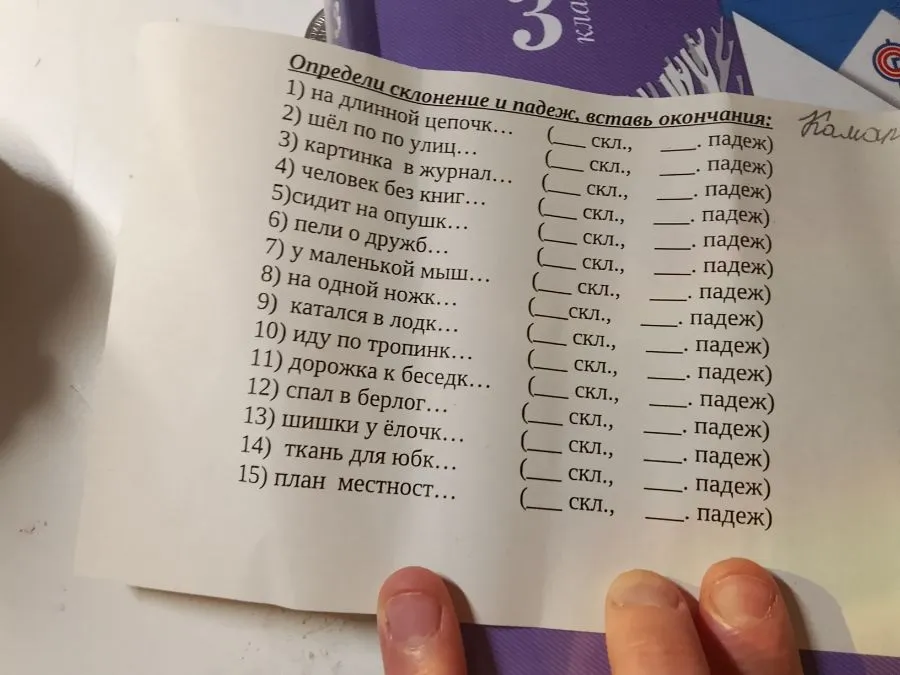 3
кла
Определи склонение и падеж, вставь окончания:
1) на длинной цепочк… (___ скл., ___. падеж)
2) шёл по по улиц… (___ скл., ___. падеж)
3) картинка в журнал… (___ скл., ___. падеж)
4) человек без книг… (___ скл., ___. падеж)
5)сидит на опушк… (___ скл., ___. падеж)
6) пели о дружб… (___ скл., ___. падеж)
7) у маленькой мыш… (___ скл., ___. падеж)
8) на одной ножк… (___скл., ___. падеж)
9) катался в лодк… (___ скл., ___. падеж)
10) иду по тропинк… (___ скл., ___. падеж)
11) дорожка к беседк… (___ скл., ___. падеж)
12) спал в берлог… (___ скл., ___. падеж)
13) шишки у ёлочк… (___ скл., ___. падеж)
14) ткань для юбк… (___ скл., ___. падеж)
15) план местност… (___ скл., ___. падеж)